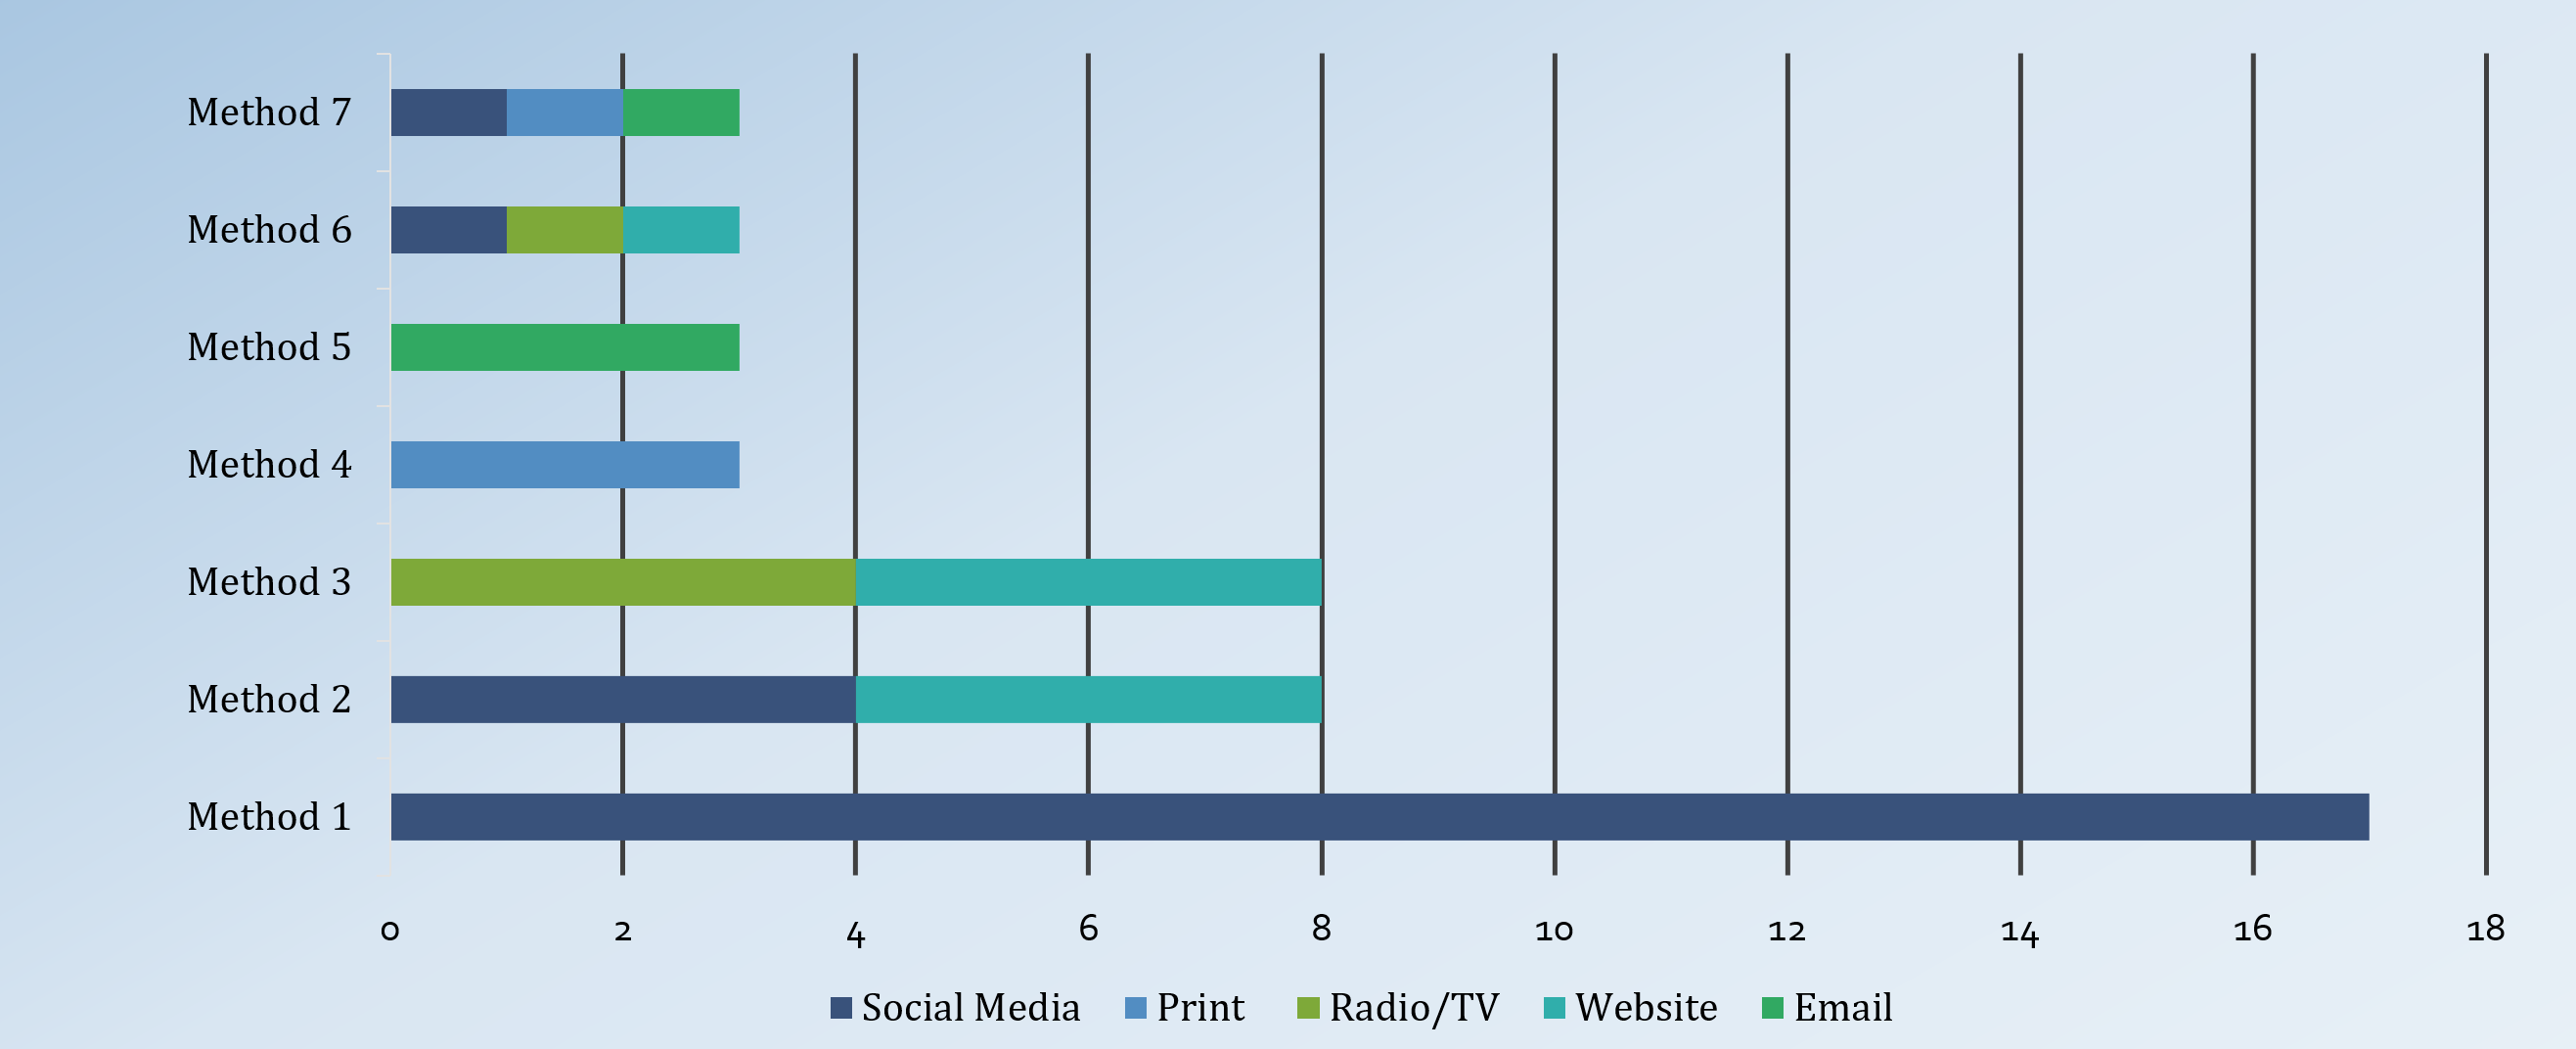 Method 7
Method 6
Method 5
Method 4
Method 3
Method 2
Method 1
0 2 4 6 8 10 12 14 16 18
Social Media Print Radio/TV Website Email